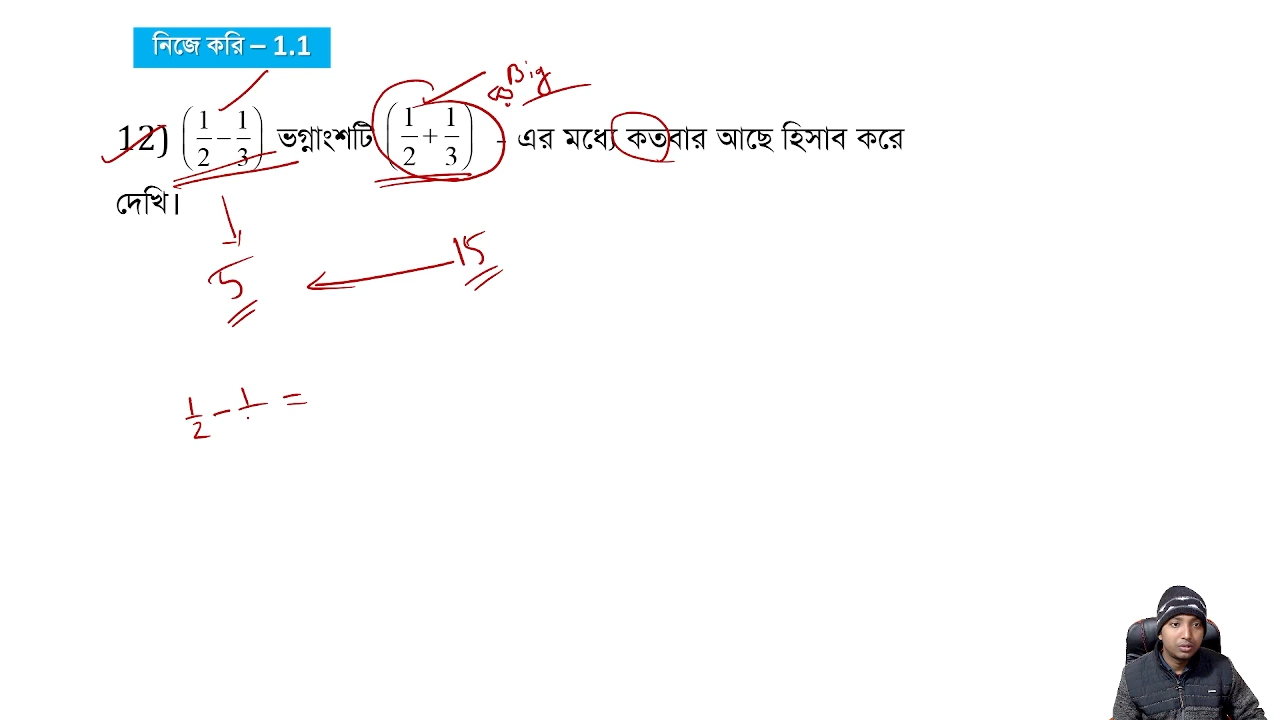 নিজে করি – 1.1
Big
12) (1/2 − 1/3) ভগ্নাংশটি (1/2 + 1/3) - এর মধ্যে কতবার আছে হিসাব করে
দেখি।
5 ← 15
1/2 − 1/ =